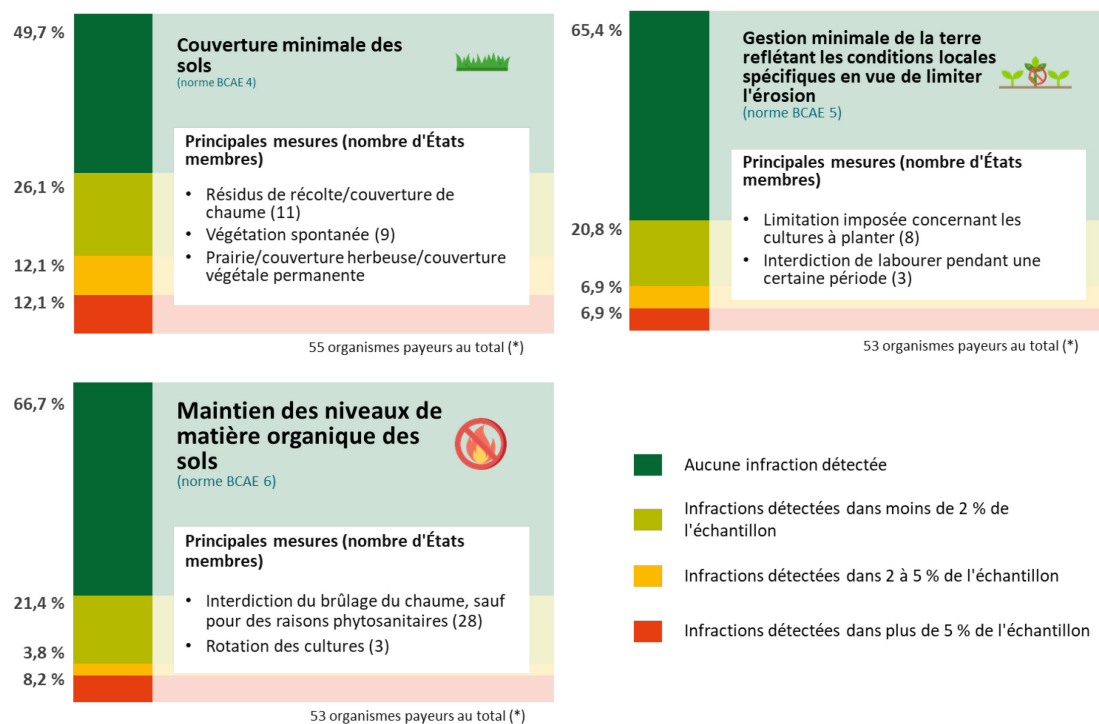 49,7 %
Couverture minimale des
sols
(norme BCAE 4)
Principales mesures (nombre d'États
membres)
• Résidus de récolte/couverture de
chaume (11)
• Végétation spontanée (9)
• Prairie/couverture herbeuse/couverture
végétale permanente
26,1 %
12,1 %
12,1 %
55 organismes payeurs au total (*)
65,4 %
Gestion minimale de la terre
reflétant les conditions locales
spécifiques en vue de limiter
l'érosion
(norme BCAE 5)
Principales mesures (nombre d'États
membres)
• Limitation imposée concernant les
cultures à planter (8)
• Interdiction de labourer pendant une
certaine période (3)
20,8 %
6,9 %
6,9 %
53 organismes payeurs au total (*)
66,7 %
Maintien des niveaux de
matière organique des
sols
(norme BCAE 6)
Principales mesures (nombre d'États
membres)
• Interdiction du brûlage du chaume, sauf
pour des raisons phytosanitaires (28)
• Rotation des cultures (3)
21,4 %
3,8 %
8,2 %
53 organismes payeurs au total (*)
Aucune infraction détectée
Infractions détectées dans moins de 2 % de
l'échantillon
Infractions détectées dans 2 à 5 % de l'échantillon
Infractions détectées dans plus de 5 % de l'échantillon